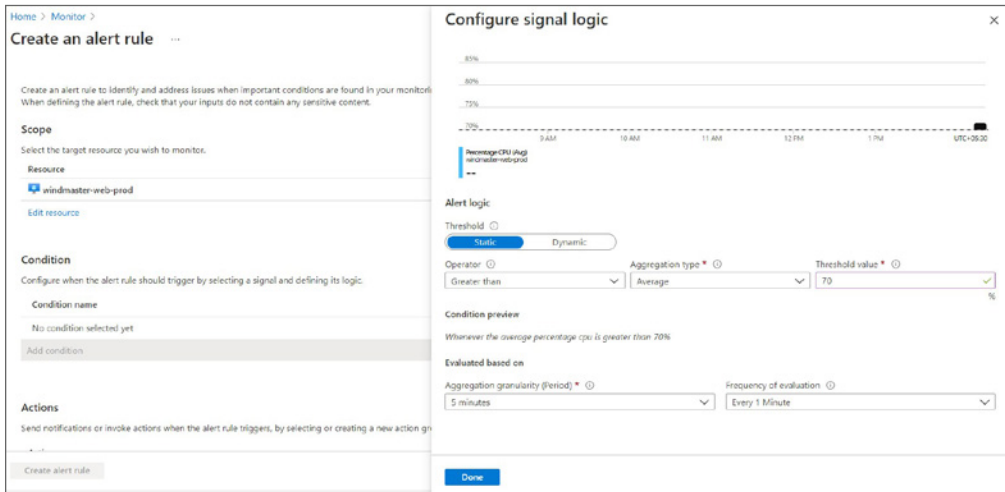 Home > Monitor >
Create an alert rule ...
Create an alert rule to identify and address issues when important conditions are found in your monitori
When defining the alert rule, check that your inputs do not contain any sensitive content.
Scope
Select the target resource you wish to monitor.
Resource
windmaster-web-prod
Edit resource
Condition
Configure when the alert rule should trigger by selecting a signal and defining its logic.
Condition name
No condition selected yet
Add condition
Actions
Send notifications or invoke actions when the alert rule triggers, by selecting or creating a new action gr
Create alert rule
Configure signal logic
85%
80%
75%
70%
9 AM 10 AM 11 AM 12 PM 1 PM UTC+05:30
Percentage CPU (Avg)
windmaster-web-prod
--
Alert logic
Threshold
Static Dynamic
Operator Aggregation type * Threshold value *
Greater than Average 70
%
Condition preview
Whenever the average percentage cpu is greater than 70%
Evaluated based on
Aggregation granularity (Period) * Frequency of evaluation
5 minutes Every 1 Minute
Done